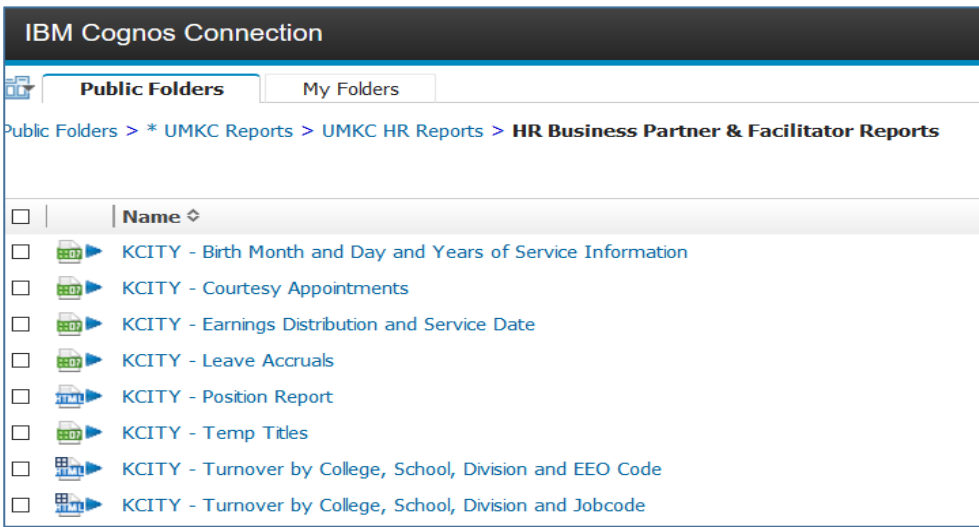 IBM Cognos Connection
Public Folders My Folders
Public Folders > * UMKC Reports > UMKC HR Reports > HR Business Partner & Facilitator Reports
Name
KCITY - Birth Month and Day and Years of Service Information
KCITY - Courtesy Appointments
KCITY - Earnings Distribution and Service Date
KCITY - Leave Accruals
HTML KCITY - Position Report
KCITY - Temp Titles
KCITY - Turnover by College, School, Division and EEO Code
KCITY - Turnover by College, School, Division and Jobcode